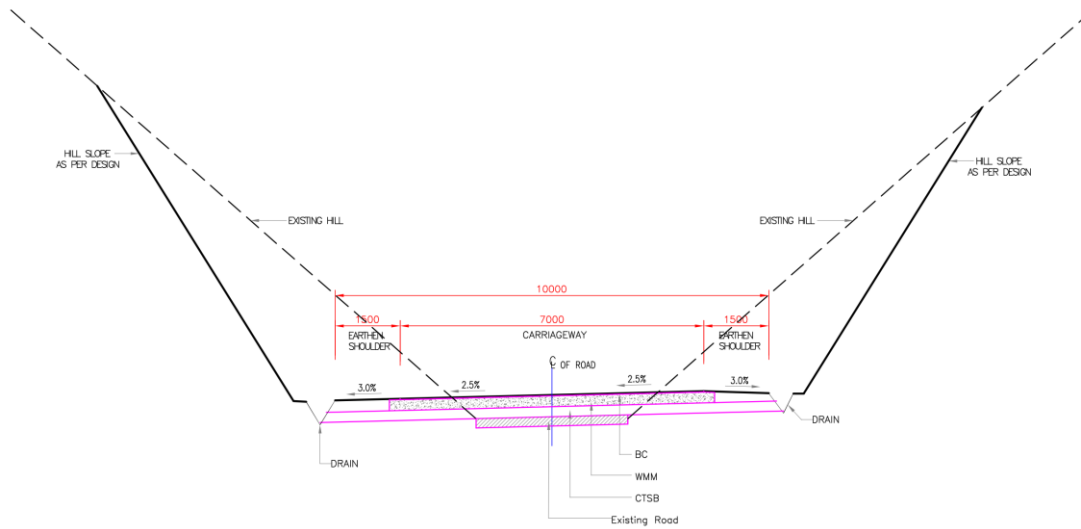 HILL SLOPE
AS PER DESIGN
HILL SLOPE
AS PER DESIGN
EXISTING HILL
EXISTING HILL
10000
1500
7000
1500
EARTHEN
SHOULDER
CARRIAGEWAY
EARTHEN
SHOULDER
℄ OF ROAD
3.0%
2.5%
2.5%
3.0%
DRAIN
DRAIN
BC
WMM
CTSB
Existing Road